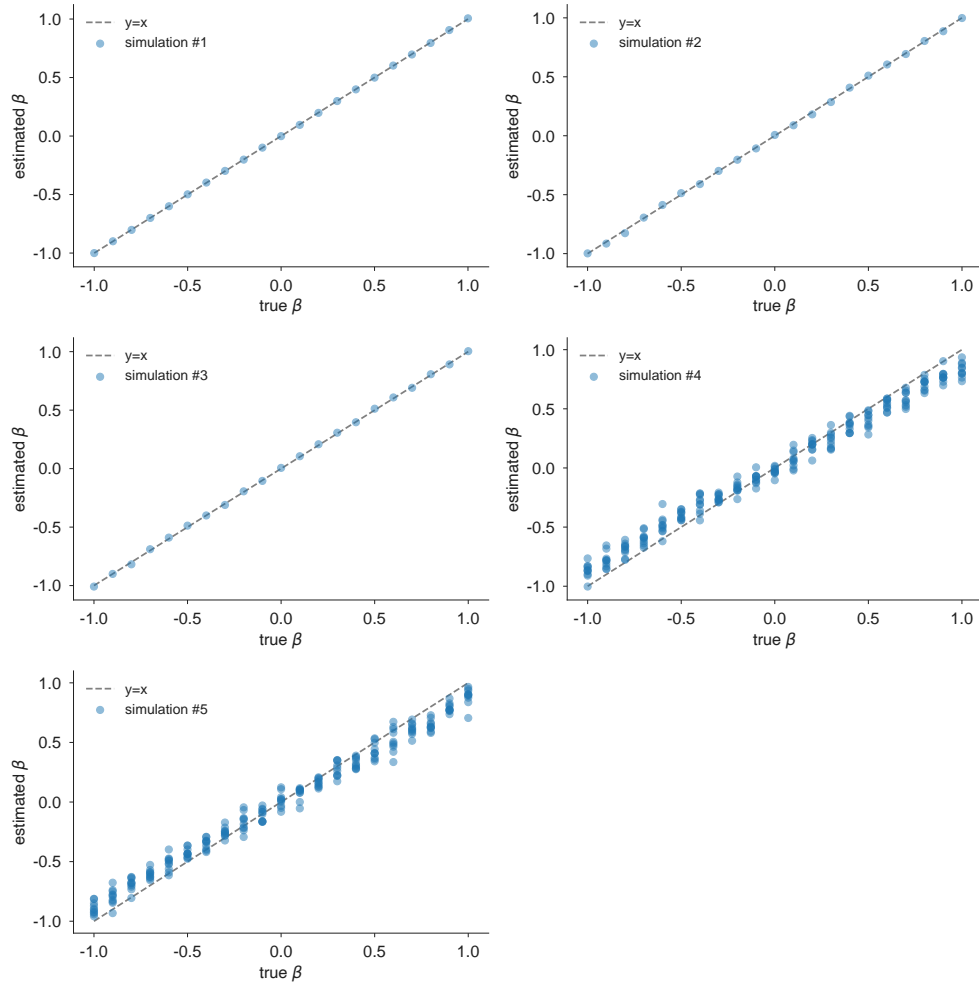 y=x
simulation #1
1.0
0.5
0.0
-0.5
-1.0
estimated β
-1.0 -0.5 0.0 0.5 1.0
true β
y=x
simulation #2
1.0
0.5
0.0
-0.5
-1.0
estimated β
-1.0 -0.5 0.0 0.5 1.0
true β
y=x
simulation #3
1.0
0.5
0.0
-0.5
-1.0
estimated β
-1.0 -0.5 0.0 0.5 1.0
true β
y=x
simulation #4
1.0
0.5
0.0
-0.5
-1.0
estimated β
-1.0 -0.5 0.0 0.5 1.0
true β
y=x
simulation #5
1.0
0.5
0.0
-0.5
-1.0
estimated β
-1.0 -0.5 0.0 0.5 1.0
true β